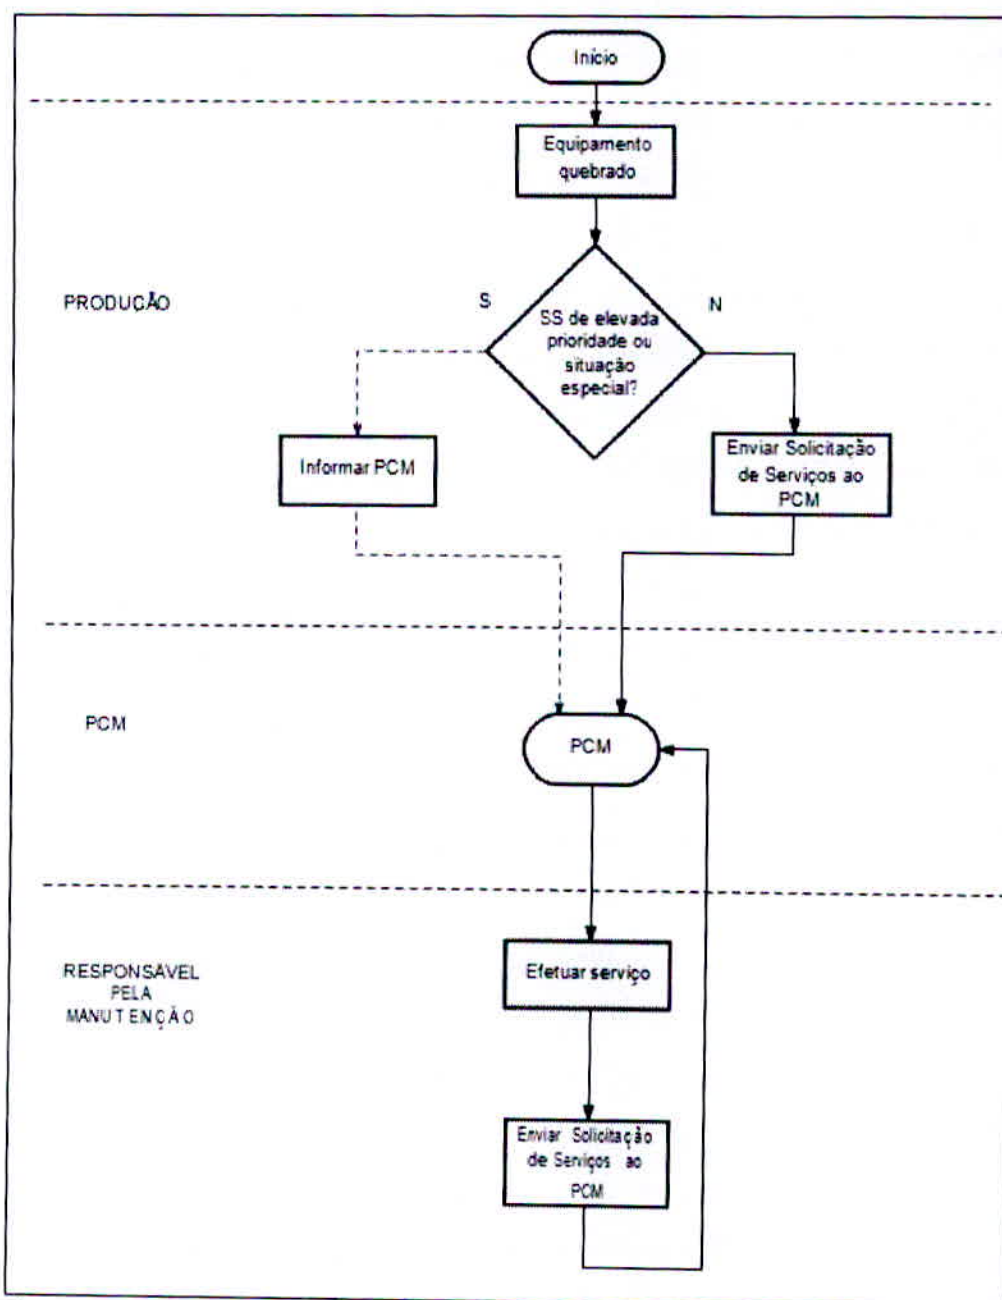 Início
Equipamento
quebrado
PRODUÇÃO
S
N
SS de elevada
prioridade ou
situação
especial?
Informar PCM
Enviar Solicitação
de Serviços ao
PCM
PCM
PCM
RESPONSÁVEL
PELA
MANUTENÇÃO
Efetuar serviço
Enviar Solicitação
de Serviços ao
PCM